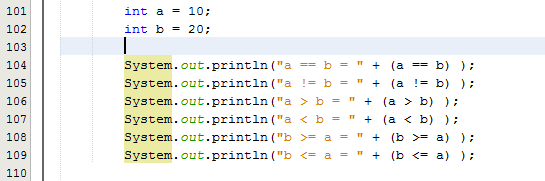 101 int a = 10;
102 int b = 20;
103
104 System.out.println("a == b = " + (a == b) );
105 System.out.println("a != b = " + (a != b) );
106 System.out.println("a > b = " + (a > b) );
107 System.out.println("a < b = " + (a < b) );
108 System.out.println("b >= a = " + (b >= a) );
109 System.out.println("b <= a = " + (b <= a) );
110